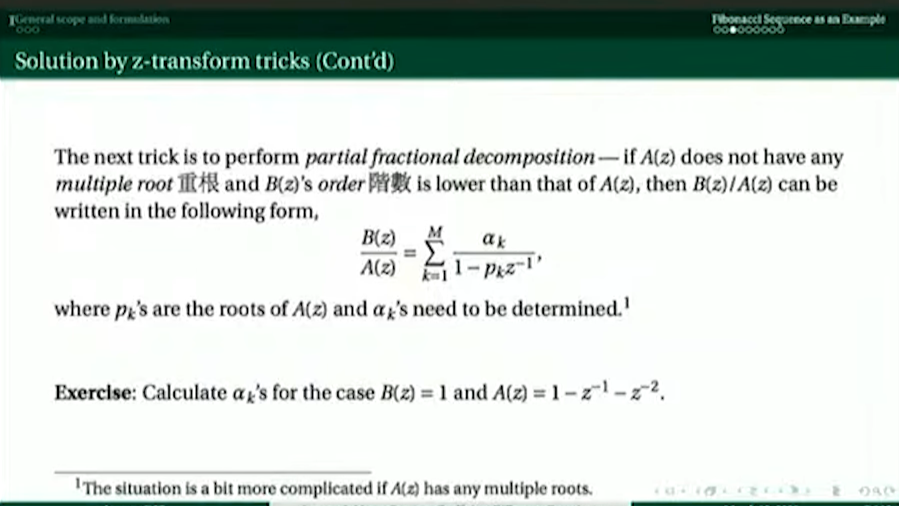 General scope and formulation
Fibonacci Sequence as an Example
Solution by z-transform tricks (Cont'd)
The next trick is to perform partial fractional decomposition — if A(z) does not have any
multiple root 重根 and B(z)'s order 階數 is lower than that of A(z), then B(z)/A(z) can be
written in the following form,
B(z)/A(z) = ∑_{k=1}^{M} α_k/(1 − p_k z⁻¹),
where p_k's are the roots of A(z) and α_k's need to be determined.¹
Exercise: Calculate α_k's for the case B(z) = 1 and A(z) = 1 − z⁻¹ − z⁻².
¹The situation is a bit more complicated if A(z) has any multiple roots.